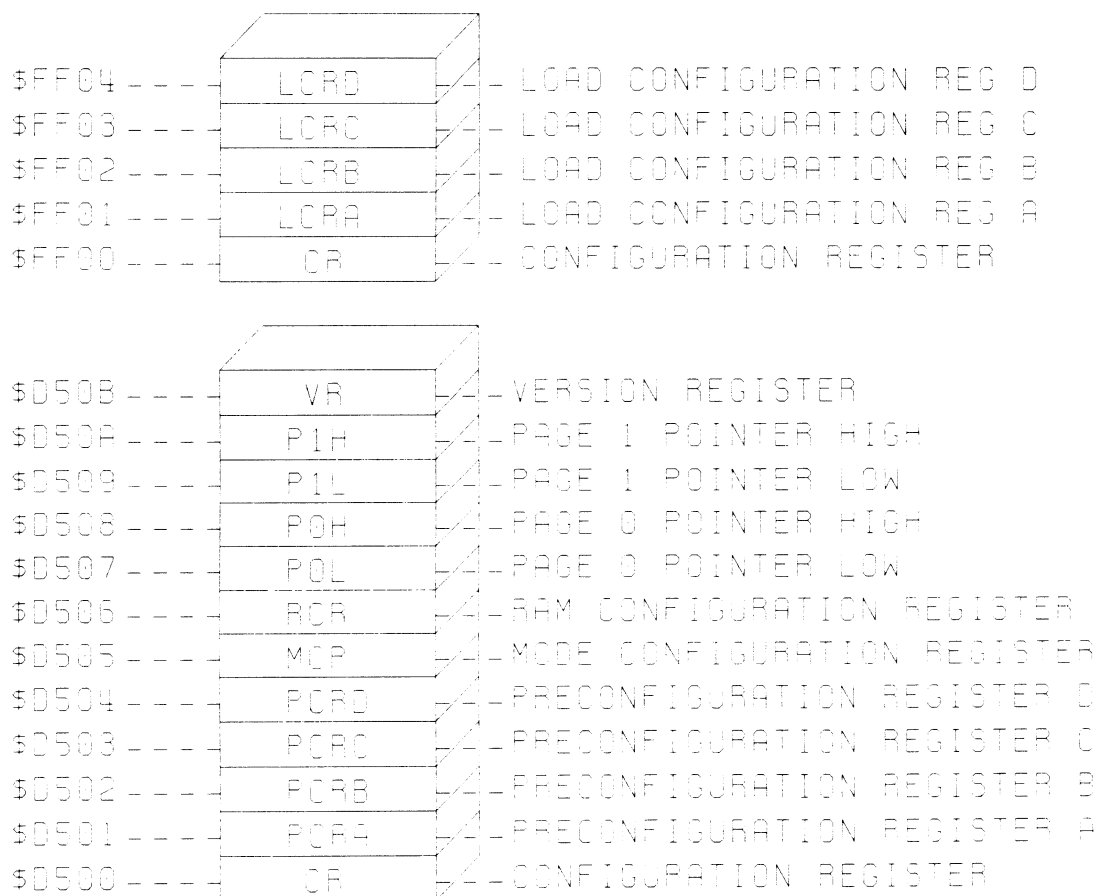 $FF04 LCRD LOAD CONFIGURATION REG D
$FF03 LCRC LOAD CONFIGURATION REG C
$FF02 LCRB LOAD CONFIGURATION REG B
$FF01 LCRA LOAD CONFIGURATION REG A
$FF00 CR CONFIGURATION REGISTER
$D50B VR VERSION REGISTER
$D50A P1H PAGE 1 POINTER HIGH
$D509 P1L PAGE 1 POINTER LOW
$D508 P0H PAGE 0 POINTER HIGH
$D507 P0L PAGE 0 POINTER LOW
$D506 RCR RAM CONFIGURATION REGISTER
$D505 MCR MODE CONFIGURATION REGISTER
$D504 PCRD PRECONFIGURATION REGISTER D
$D503 PCRC PRECONFIGURATION REGISTER C
$D502 PCRB PRECONFIGURATION REGISTER B
$D501 PCRA PRECONFIGURATION REGISTER A
$D500 CR CONFIGURATION REGISTER